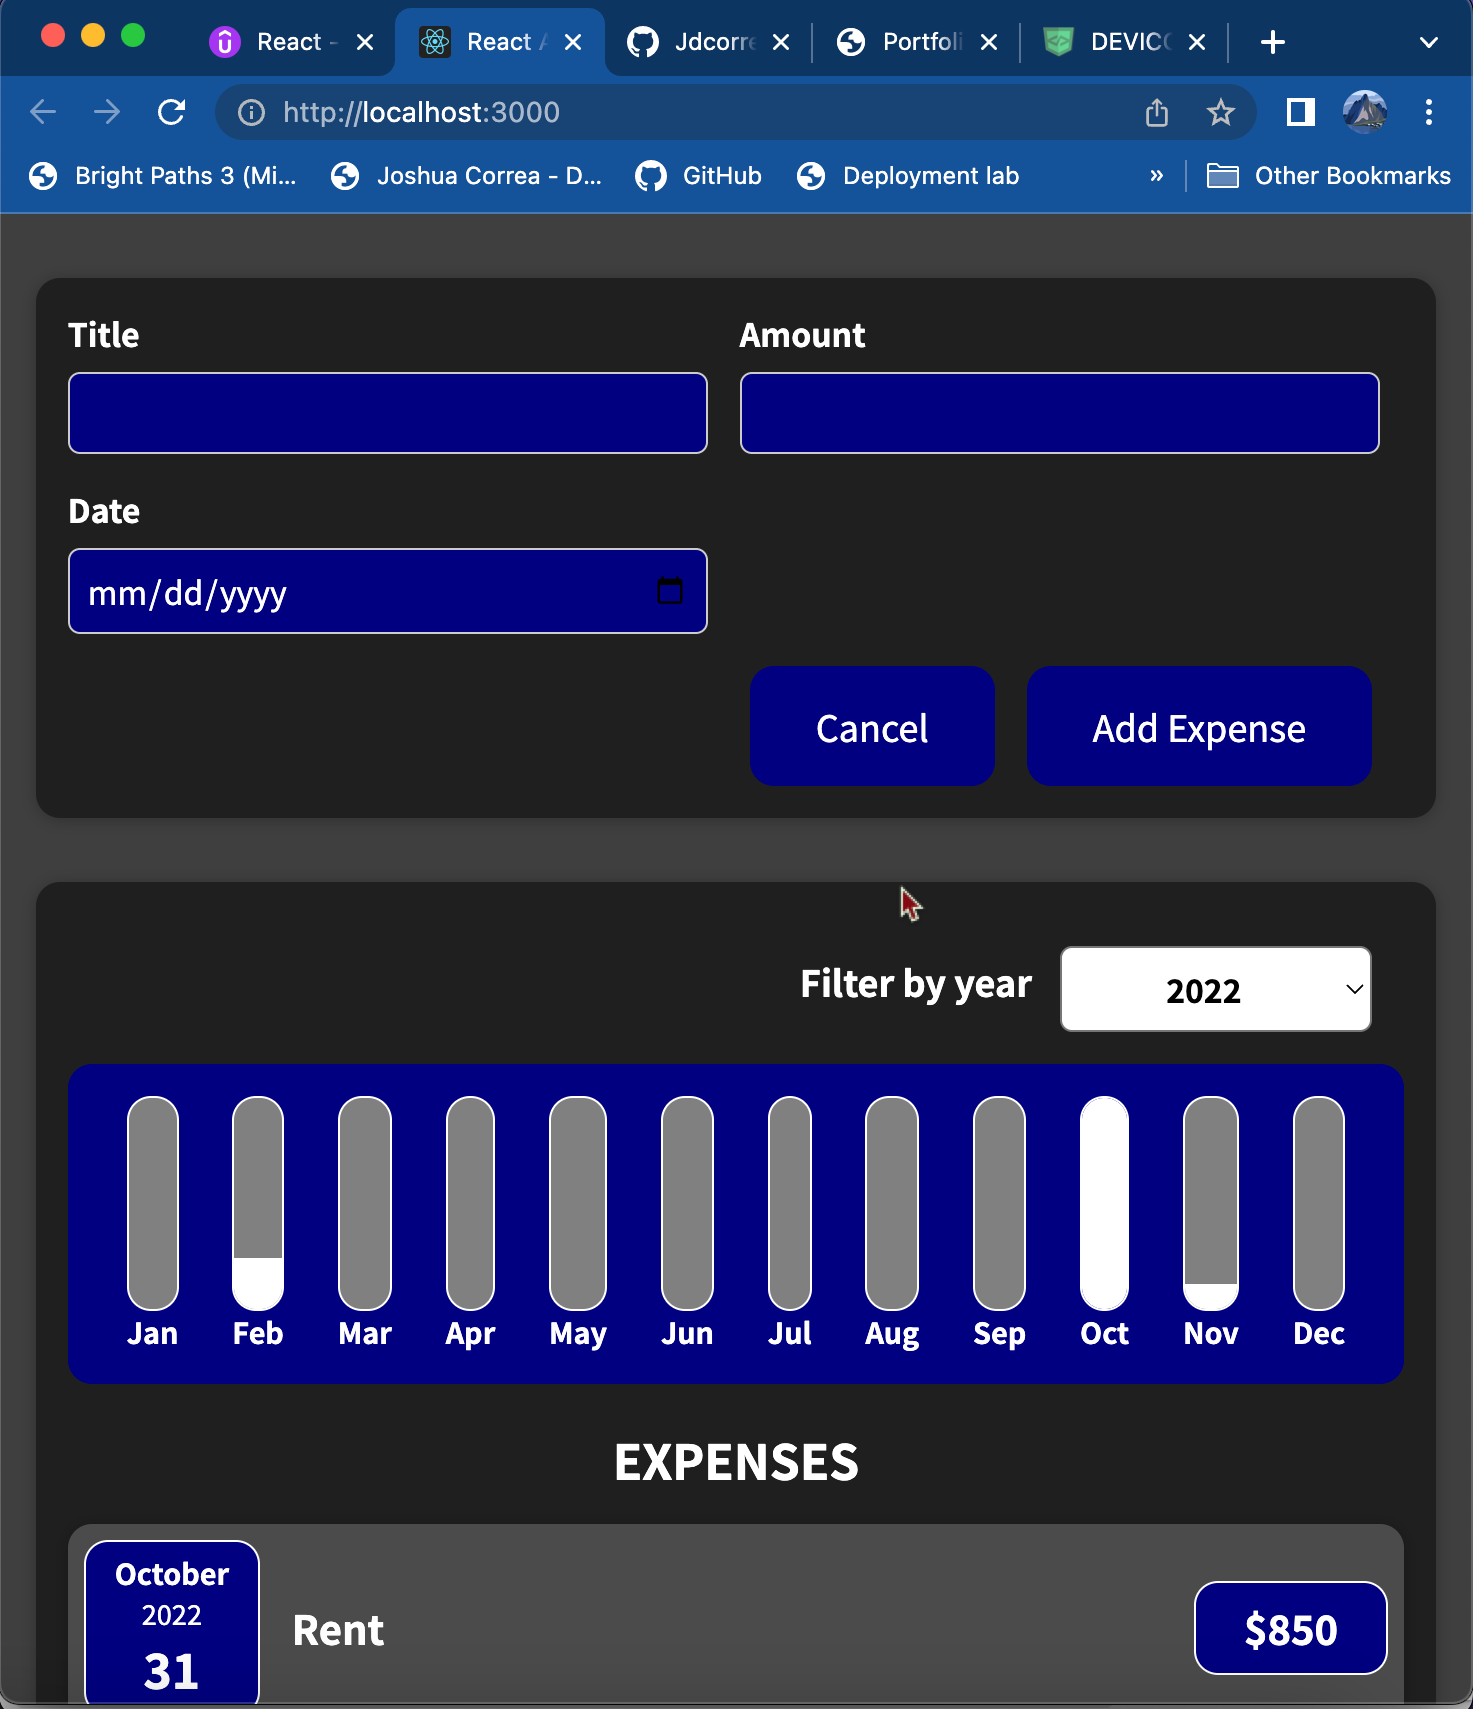 React - Jdcorre Portfoli DEVICO
http://localhost:3000
Bright Paths 3 (Mi... Joshua Correa - D... GitHub Deployment lab » Other Bookmarks
Title Amount
Date
mm/dd/yyyy
Cancel Add Expense
Filter by year 2022
Jan Feb Mar Apr May Jun Jul Aug Sep Oct Nov Dec
EXPENSES
October
2022
31
Rent
$850